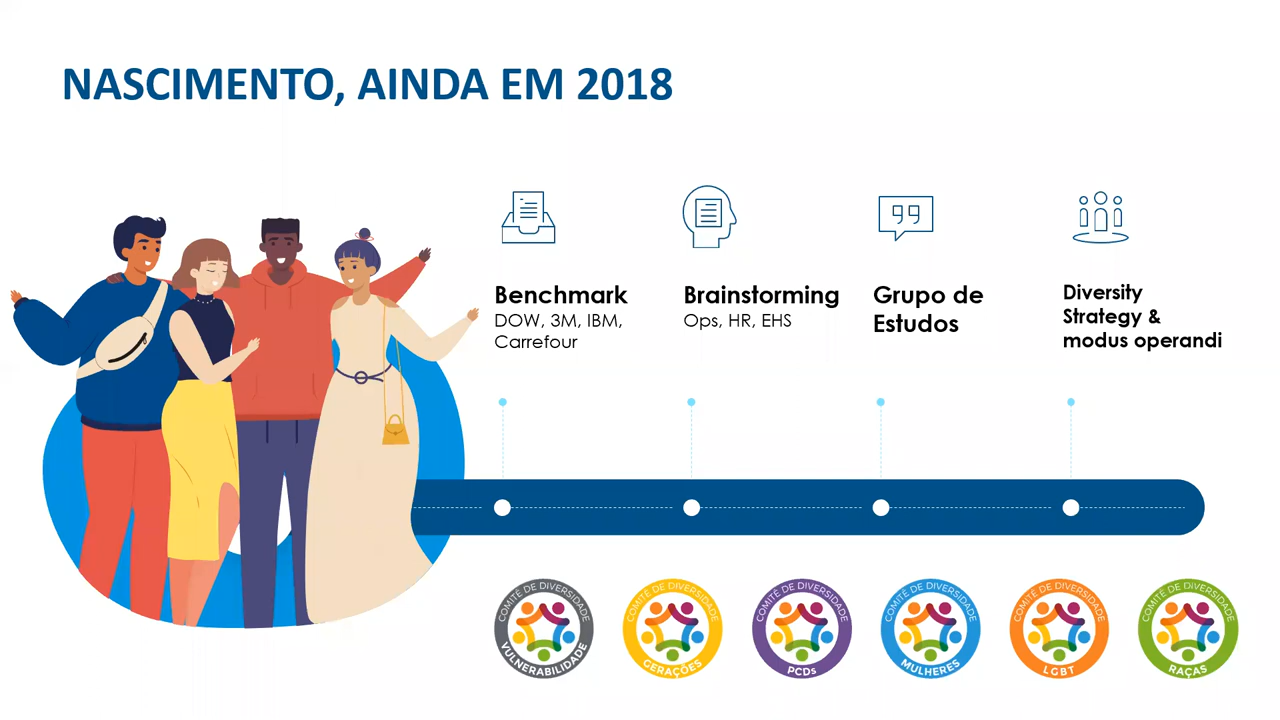 NASCIMENTO, AINDA EM 2018
Benchmark
DOW, 3M, IBM,
Carrefour
Brainstorming
Ops, HR, EHS
Grupo de
Estudos
Diversity
Strategy &
modus operandi
COMITÊ DE DIVERSIDADE
VULNERABILIDADE
COMITÊ DE DIVERSIDADE
GERAÇÕES
COMITÊ DE DIVERSIDADE
PCDs
COMITÊ DE DIVERSIDADE
MULHERES
COMITÊ DE DIVERSIDADE
LGBT
COMITÊ DE DIVERSIDADE
RAÇAS